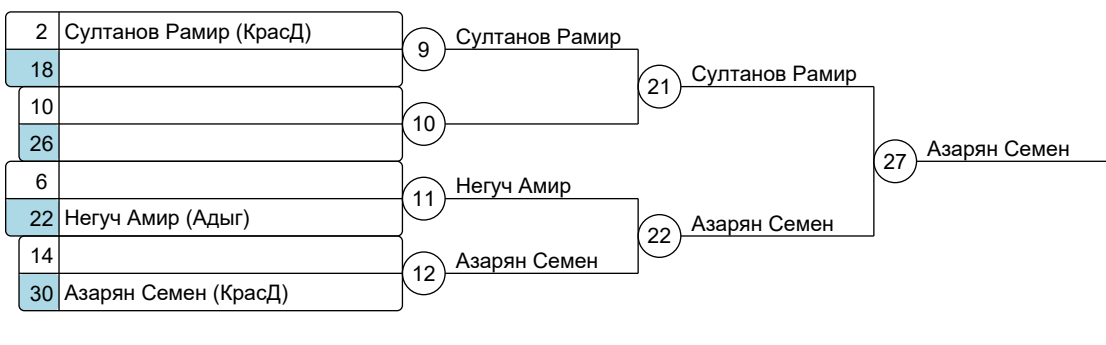 2 Султанов Рамир (КрасД)
18
9 Султанов Рамир
10
26
10
21 Султанов Рамир
6
22 Негуч Амир (Адыг)
11 Негуч Амир
14
30 Азарян Семен (КрасД)
12 Азарян Семен
22 Азарян Семен
27 Азарян Семен